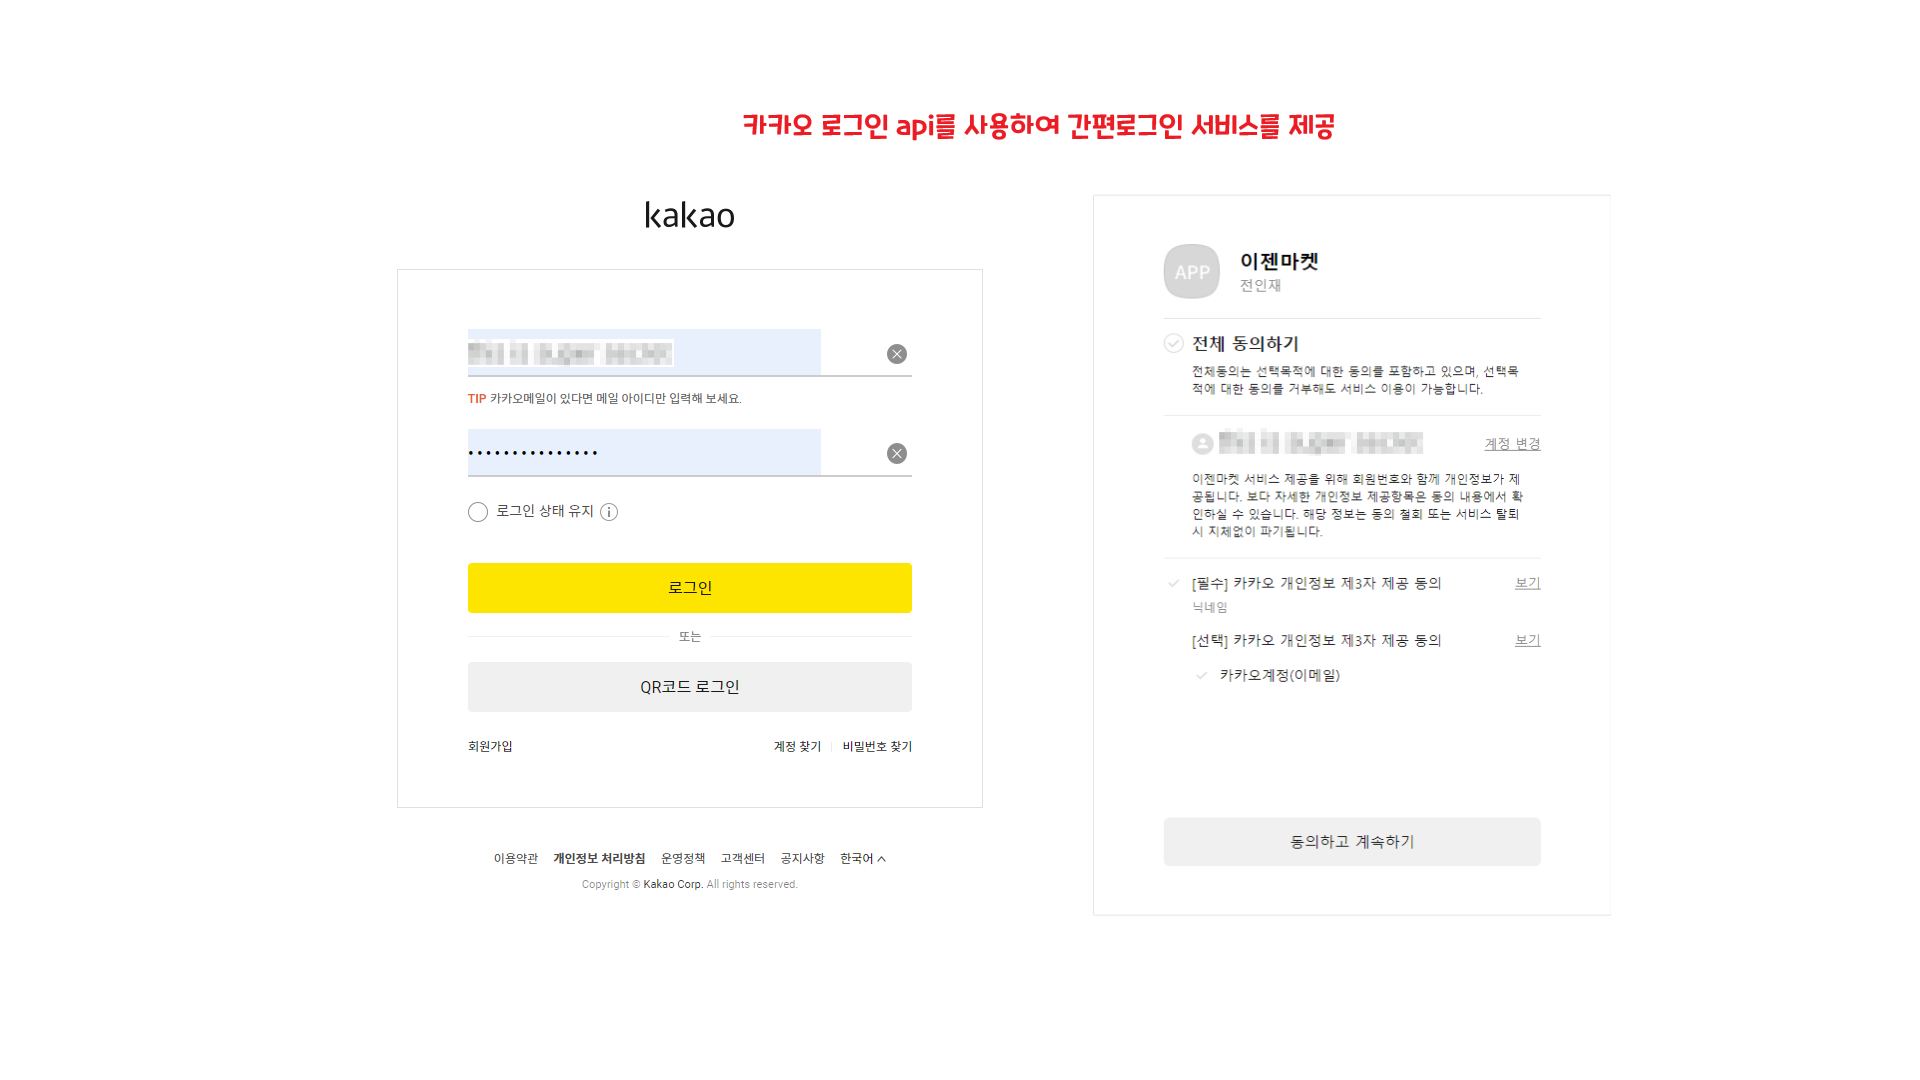 카카오 로그인 api를 사용하여 간편로그인 서비스를 제공
kakao
TIP 카카오메일이 있다면 메일 아이디만 입력해 보세요.
•••••••••••••••
로그인 상태 유지
로그인
또는
QR코드 로그인
회원가입
계정 찾기
비밀번호 찾기
이용약관 개인정보 처리방침 운영정책 고객센터 공지사항 한국어
Copyright © Kakao Corp. All rights reserved.
APP
이젠마켓
전인재
전체 동의하기
전체동의는 선택목적에 대한 동의를 포함하고 있으며, 선택목
적에 대한 동의를 거부해도 서비스 이용이 가능합니다.
계정 변경
이젠마켓 서비스 제공을 위해 회원번호와 함께 개인정보가 제
공됩니다. 보다 자세한 개인정보 제공항목은 동의 내용에서 확
인하실 수 있습니다. 해당 정보는 동의 철회 또는 서비스 탈퇴
시 지체없이 파기됩니다.
[필수] 카카오 개인정보 제3자 제공 동의 보기
닉네임
[선택] 카카오 개인정보 제3자 제공 동의 보기
카카오계정(이메일)
동의하고 계속하기